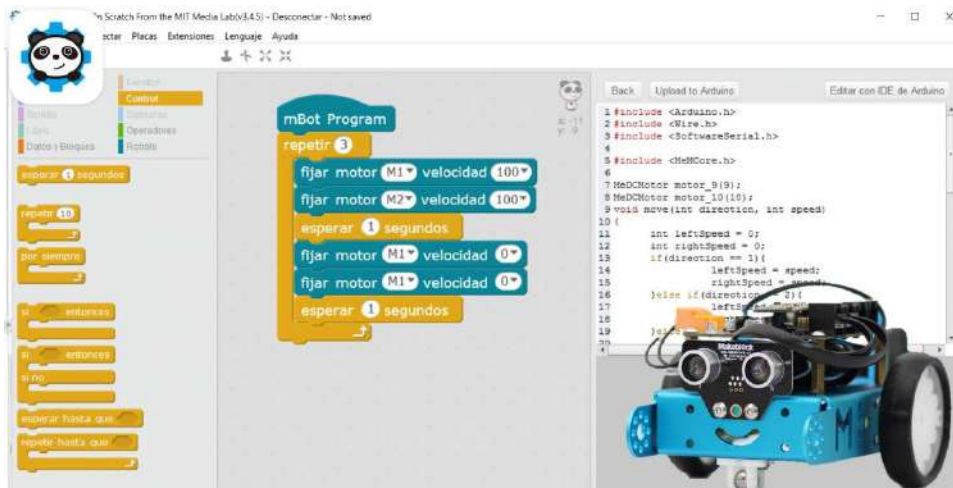 n Scratch From the MIT Media Lab(v3.4.5) - Desconectar - Not saved
ectar Placas Extensiones Lenguaje Ayuda
Control
Operadores
Datos y Bloques
Robots
esperar 1 segundos
repetir 10
por siempre
si entonces
si entonces
si no
esperar hasta que
repetir hasta que
mBot Program
repetir 3
fijar motor M1 velocidad 100
fijar motor M2 velocidad 100
esperar 1 segundos
fijar motor M1 velocidad 0
fijar motor M1 velocidad 0
esperar 1 segundos
x: -11
y: 0
Back Upload to Arduino Editar con IDE de Arduino
1 #include <Arduino.h>
2 #include <Wire.h>
3 #include <SoftwareSerial.h>
4
5 #include <MeMCore.h>
6
7 MeDCMotor motor_9(9);
8 MeDCMotor motor_10(10);
9 void move(int direction, int speed)
10 {
11 int leftSpeed = 0;
12 int rightSpeed = 0;
13 if(direction == 1){
14 leftSpeed = speed;
15 rightSpeed = speed;
16 }else if(direction 2){
17 leftS
18
19 }else
20
Makeblock